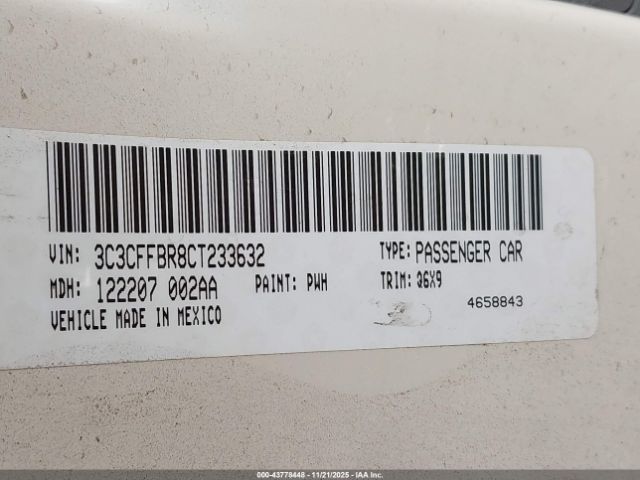 VIN: 3C3CFFBR8CT233632 TYPE: PASSENGER CAR
MDH: 122207 002AA PAINT: PWH TRIM: Q6X9
VEHICLE MADE IN MEXICO 4658843
000-43778448 - 11/21/2025 - IAA Inc.